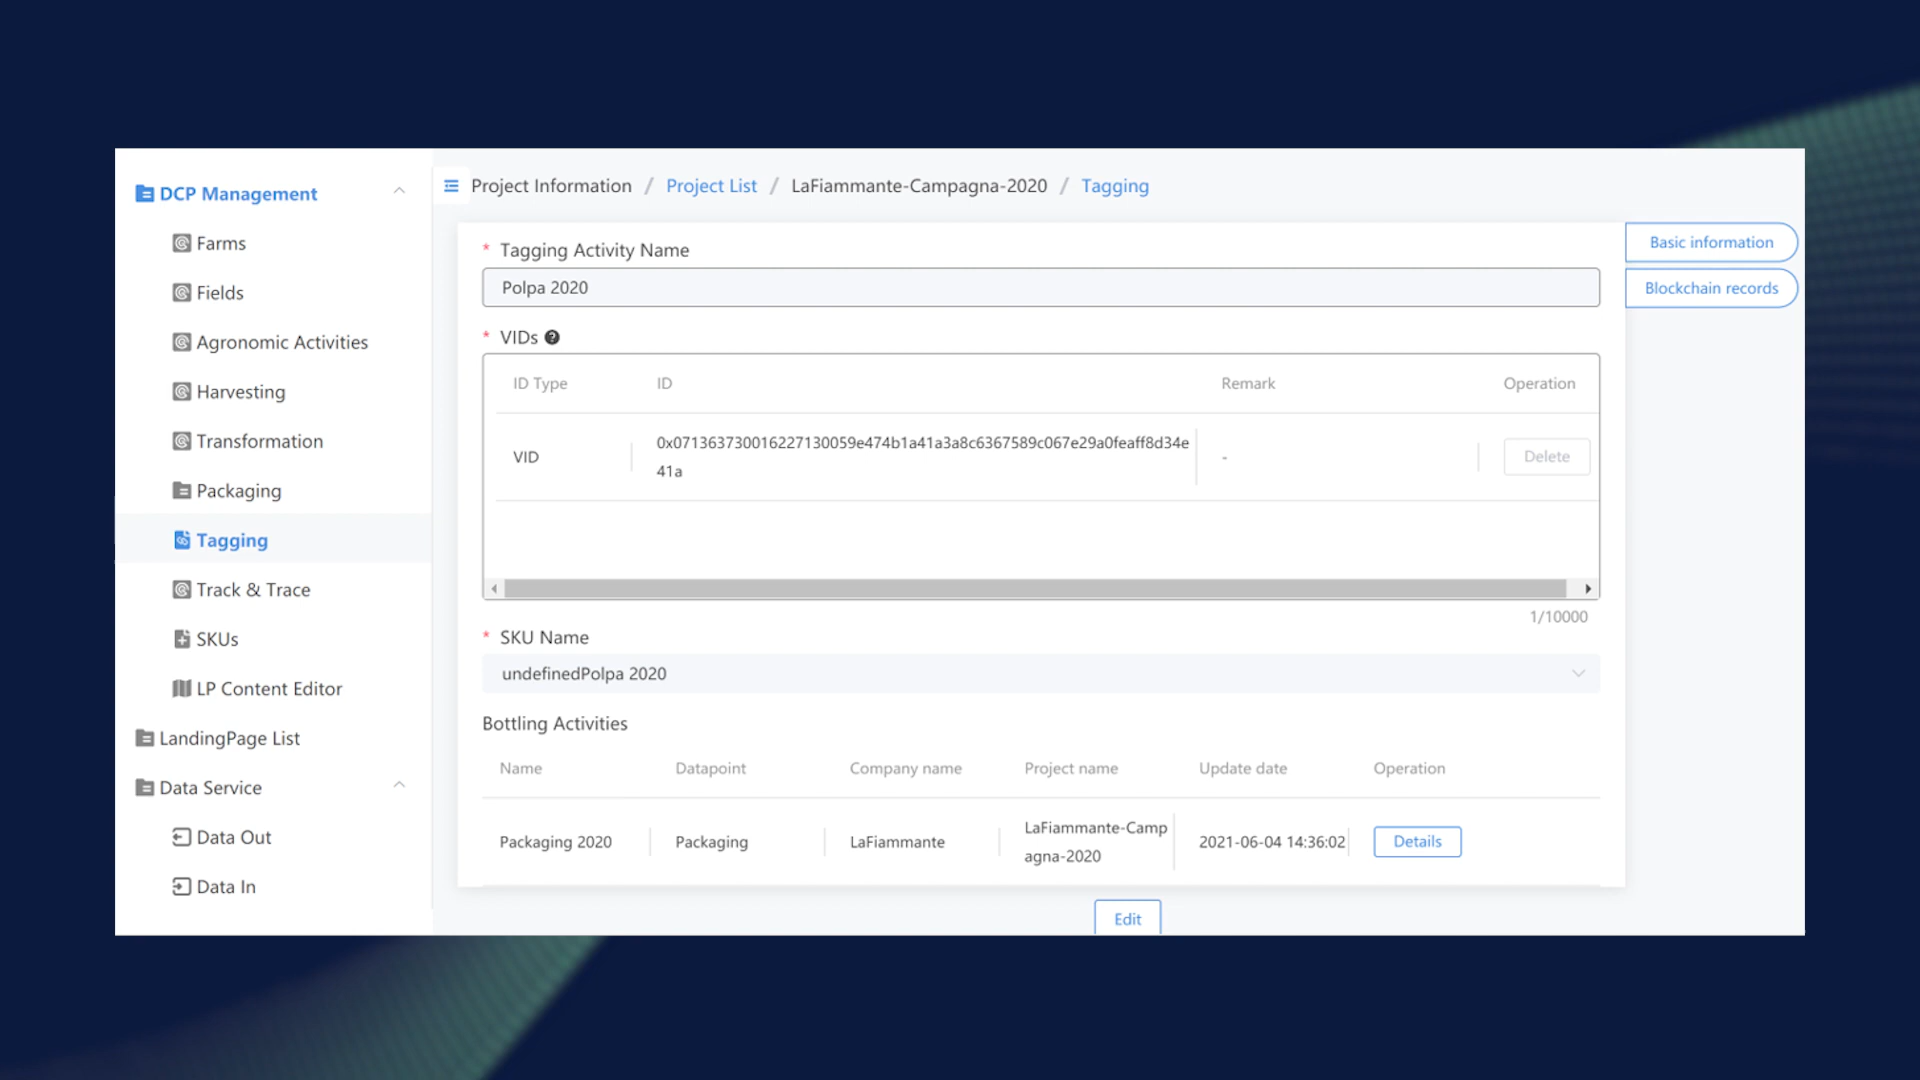 DCP Management
Farms
Fields
Agronomic Activities
Harvesting
Transformation
Packaging
Tagging
Track & Trace
SKUs
LP Content Editor
LandingPage List
Data Service
Data Out
Data In
Project Information / Project List / LaFiammante-Campagna-2020 / Tagging
* Tagging Activity Name
Polpa 2020
* VIDs ?
ID Type ID Remark Operation
VID 0x071363730016227130059e474b1a41a3a8c6367589c067e29a0feaff8d34e - Delete
41a
1/10000
* SKU Name
undefinedPolpa 2020
Bottling Activities
Name Datapoint Company name Project name Update date Operation
Packaging 2020 Packaging LaFiammante LaFiammante-Camp 2021-06-04 14:36:02 Details
agna-2020
Edit
Basic information
Blockchain records